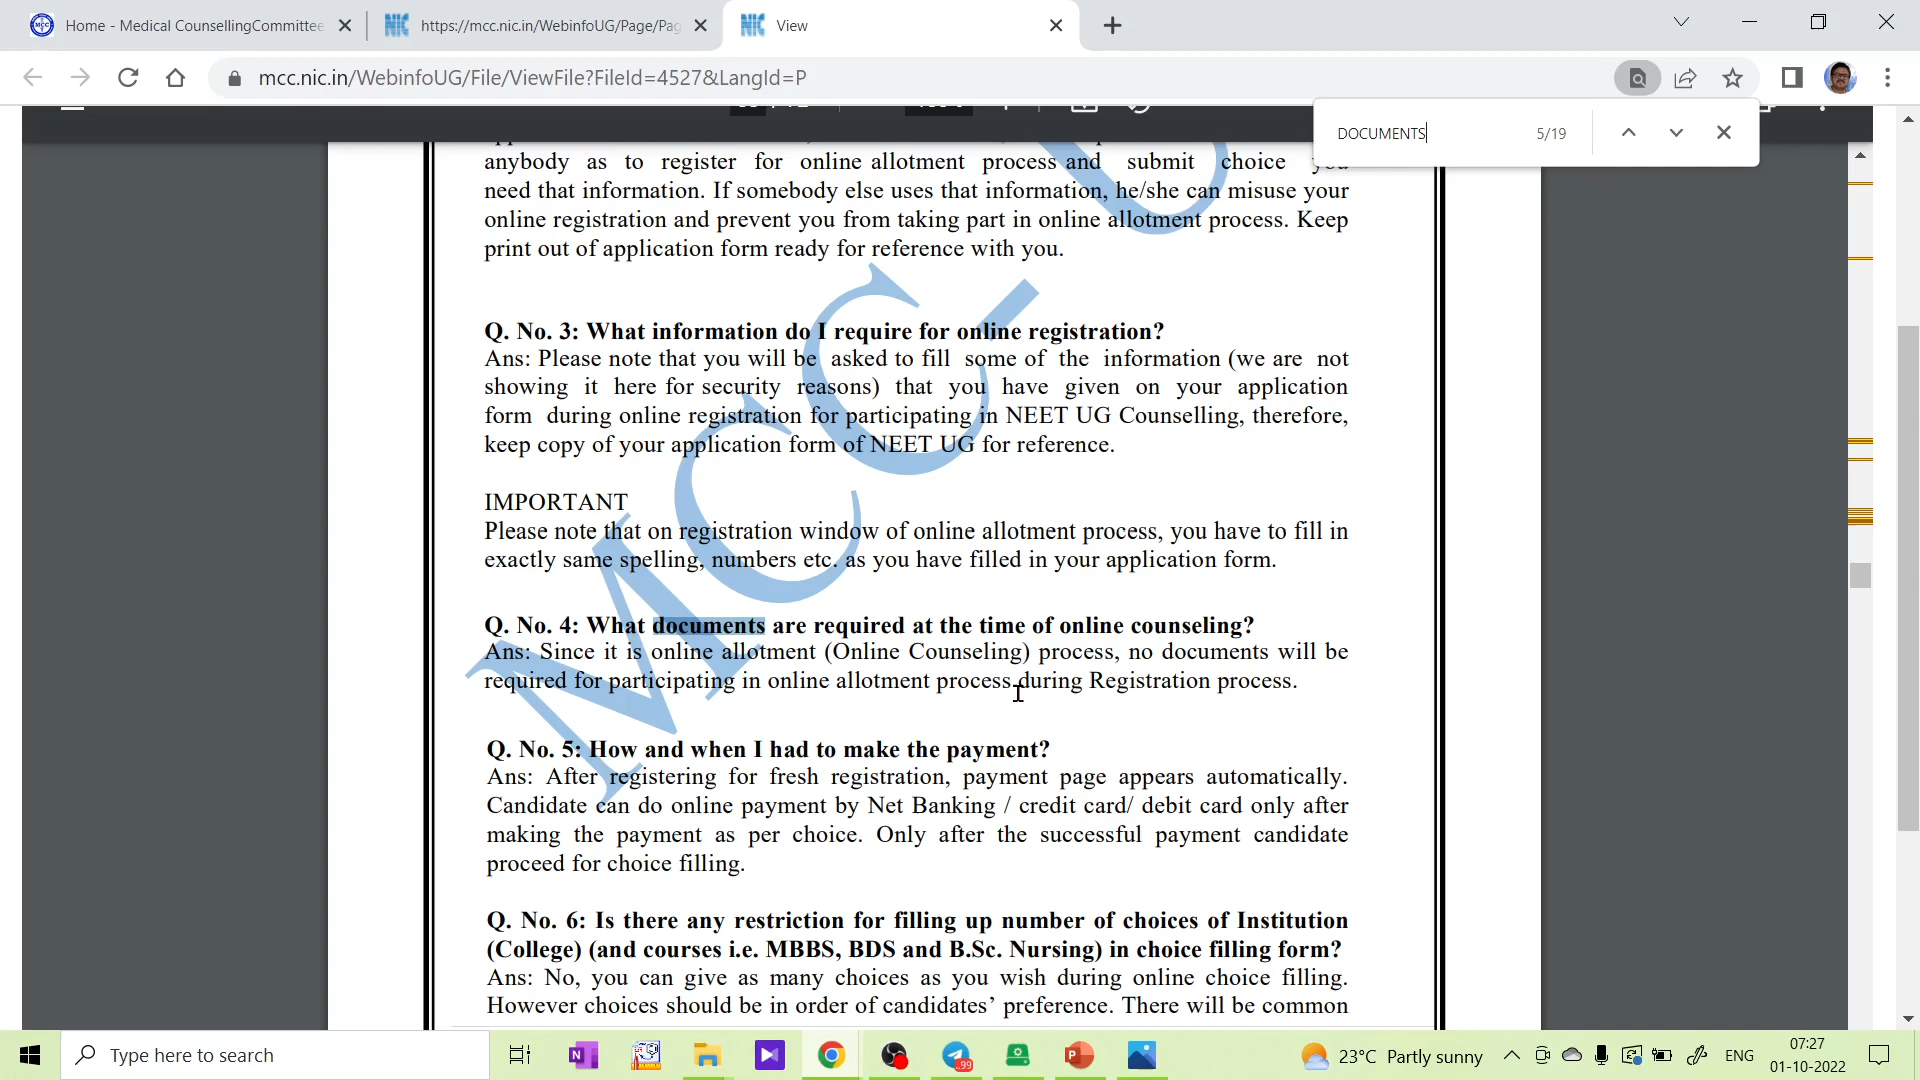 Home - Medical CounsellingCommittee
https://mcc.nic.in/WebinfoUG/Page/Pag
View
mcc.nic.in/WebinfoUG/File/ViewFile?FileId=4527&LangId=P
DOCUMENTS 5/19
anybody as to register for online allotment process and submit choice you
need that information. If somebody else uses that information, he/she can misuse your
online registration and prevent you from taking part in online allotment process. Keep
print out of application form ready for reference with you.
Q. No. 3: What information do I require for online registration?
Ans: Please note that you will be asked to fill some of the information (we are not
showing it here for security reasons) that you have given on your application
form during online registration for participating in NEET UG Counselling, therefore,
keep copy of your application form of NEET UG for reference.
IMPORTANT
Please note that on registration window of online allotment process, you have to fill in
exactly same spelling, numbers etc. as you have filled in your application form.
Q. No. 4: What documents are required at the time of online counseling?
Ans: Since it is online allotment (Online Counseling) process, no documents will be
required for participating in online allotment process during Registration process.
Q. No. 5: How and when I had to make the payment?
Ans: After registering for fresh registration, payment page appears automatically.
Candidate can do online payment by Net Banking / credit card/ debit card only after
making the payment as per choice. Only after the successful payment candidate
proceed for choice filling.
Q. No. 6: Is there any restriction for filling up number of choices of Institution
(College) (and courses i.e. MBBS, BDS and B.Sc. Nursing) in choice filling form?
Ans: No, you can give as many choices as you wish during online choice filling.
However choices should be in order of candidates' preference. There will be common
MCC-
Type here to search
99
23°C Partly sunny
ENG
07:27
01-10-2022